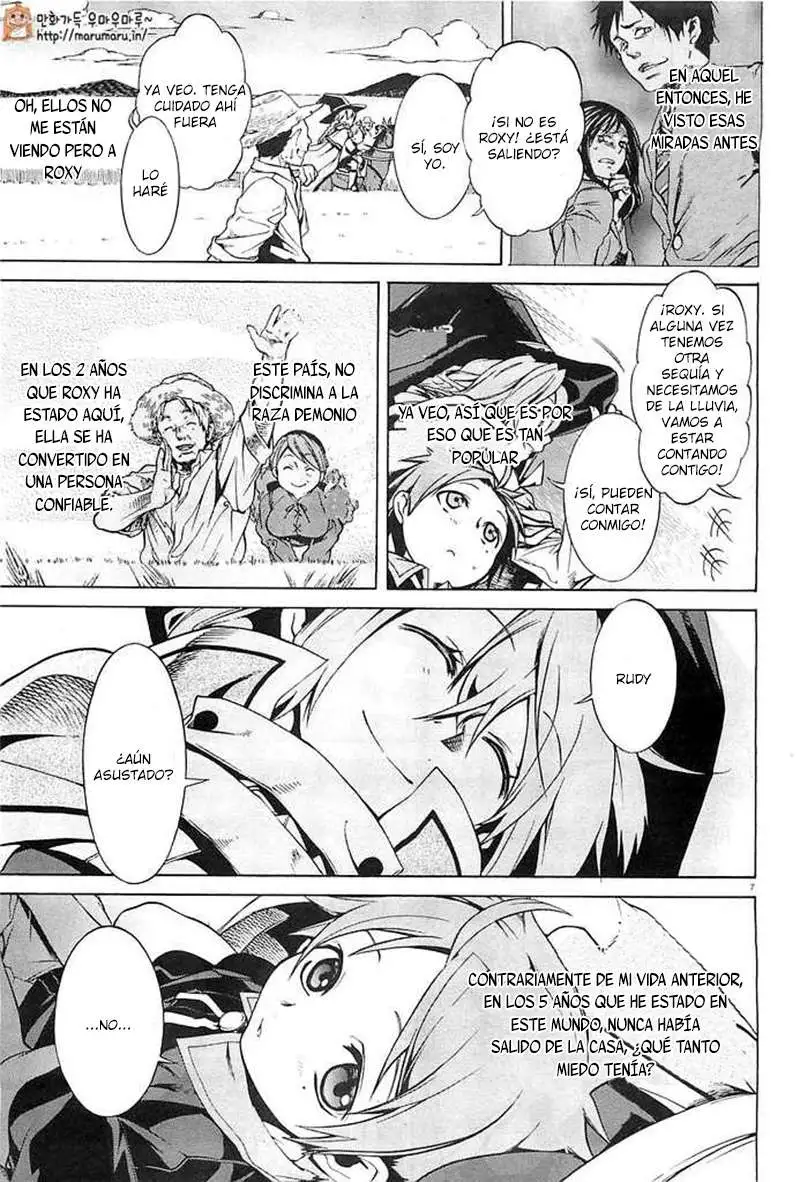 만화가득 우마우마루~
http://marumaru.in/
EN AQUEL
ENTONCES, HE
VISTO ESAS
MIRADAS ANTES
¡SI NO ES
ROXY! ¿ESTÁ
SALIENDO?
SÍ, SOY
YO.
YA VEO. TENGA
CUIDADO AHÍ
FUERA
LO
HARÉ
OH, ELLOS NO
ME ESTÁN
VIENDO PERO A
ROXY
¡ROXY. SI
ALGUNA VEZ
TENEMOS
OTRA
SEQUÍA Y
NECESITAMOS
DE LA LLUVIA,
VAMOS A
ESTAR
CONTANDO
CONTIGO!
¡SÍ, PUEDEN
CONTAR
CONMIGO!
YA VEO, ASÍ QUE ES POR
ESO QUE ES TAN
POPULAR
ESTE PAÍS, NO
DISCRIMINA A LA
RAZA DEMONIO
EN LOS 2 AÑOS
QUE ROXY HA
ESTADO AQUÍ,
ELLA SE HA
CONVERTIDO EN
UNA PERSONA
CONFIABLÉ.
RUDY
¿AÚN
ASUSTADO?
7
CONTRARIAMENTE DE MI VIDA ANTERIOR,
EN LOS 5 AÑOS QUE HE ESTADO EN
ESTE MUNDO, NUNCA HABÍA
SALIDO DE LA CASA, ¿QUÉ TANTO
MIEDO TENÍA?
...NO...